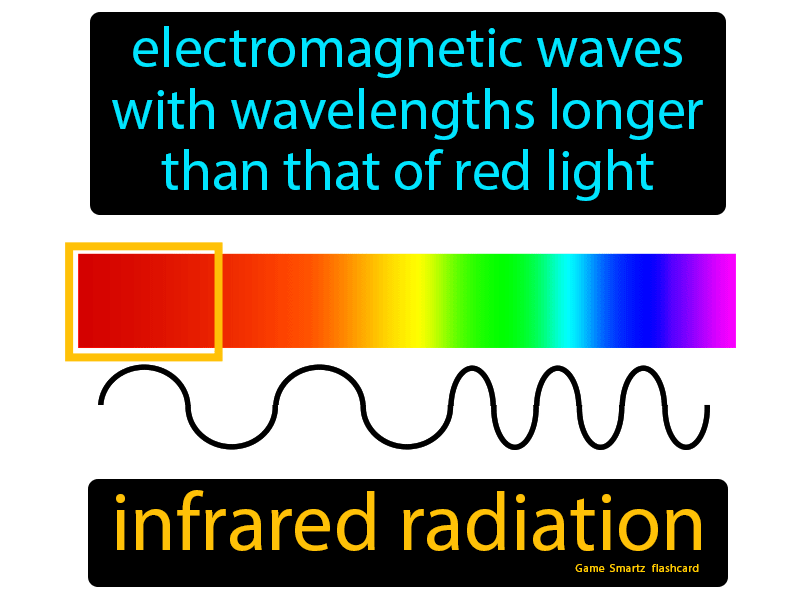 electromagnetic waves
with wavelengths longer
than that of red light
infrared radiation
Game Smartz flashcard